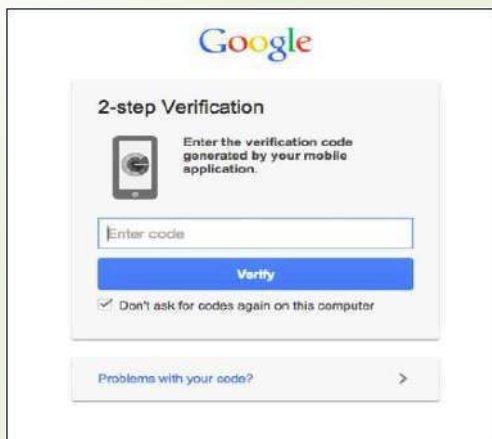 Google
2-step Verification
Enter the verification code
generated by your mobile
application.
Enter code
Verify
Don't ask for codes again on this computer
Problems with your code?